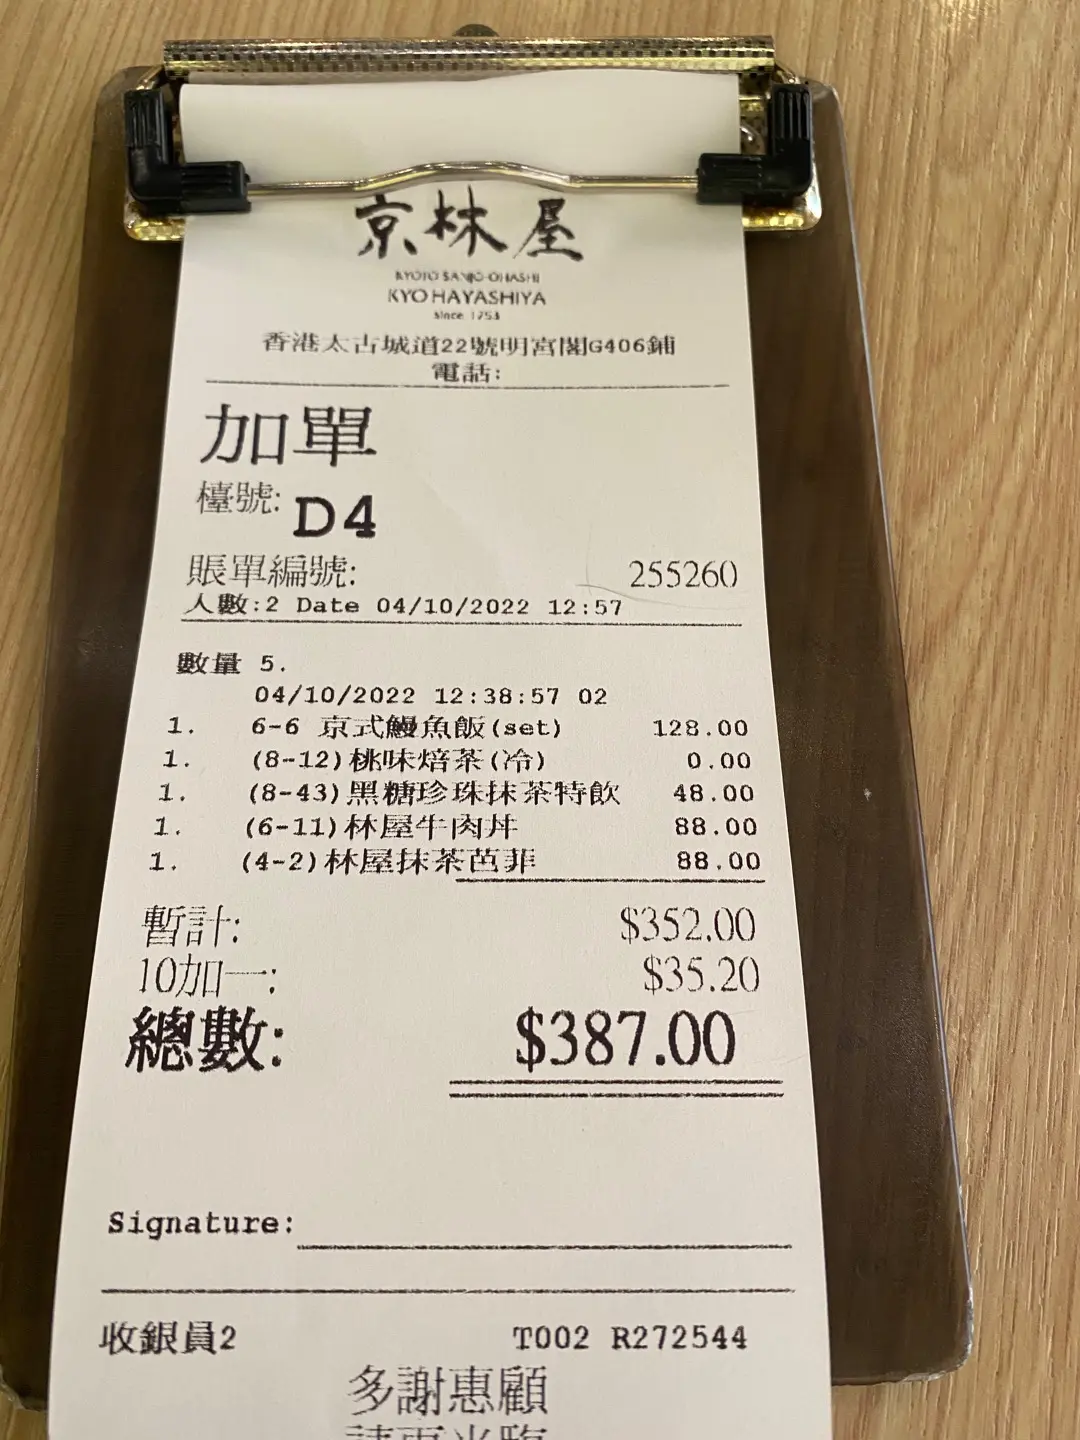 京林屋
KYOTO SANJO-OHASHI
KYO HAYASHIYA
Since 1753
香港太古城道22號明宮閣G406鋪
電話:
加單
檯號: D4
賬單編號: 255260
人數:2 Date 04/10/2022 12:57
數量 5.
04/10/2022 12:38:57 02
1. 6-6 京式鰻魚飯(set) 128.00
1. (8-12)桃味焙茶(冷) 0.00
1. (8-43)黑糖珍珠抹茶特飲 48.00
1. (6-11)林屋牛肉丼 88.00
1. (4-2)林屋抹茶芭菲 88.00
暫計: $352.00
10加一: $35.20
總數: $387.00
Signature:
收銀員2 T002 R272544
多謝惠顧
請再光臨